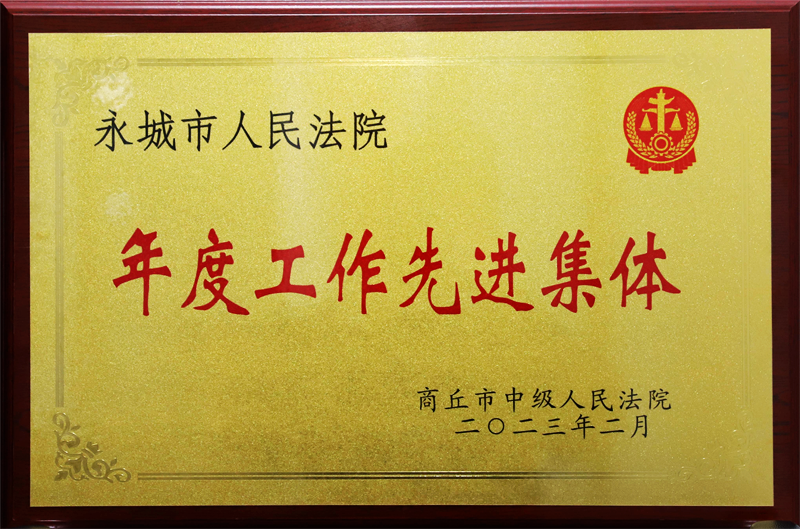 永城市人民法院
年度工作先进集体
商丘市中级人民法院
二〇二三年二月